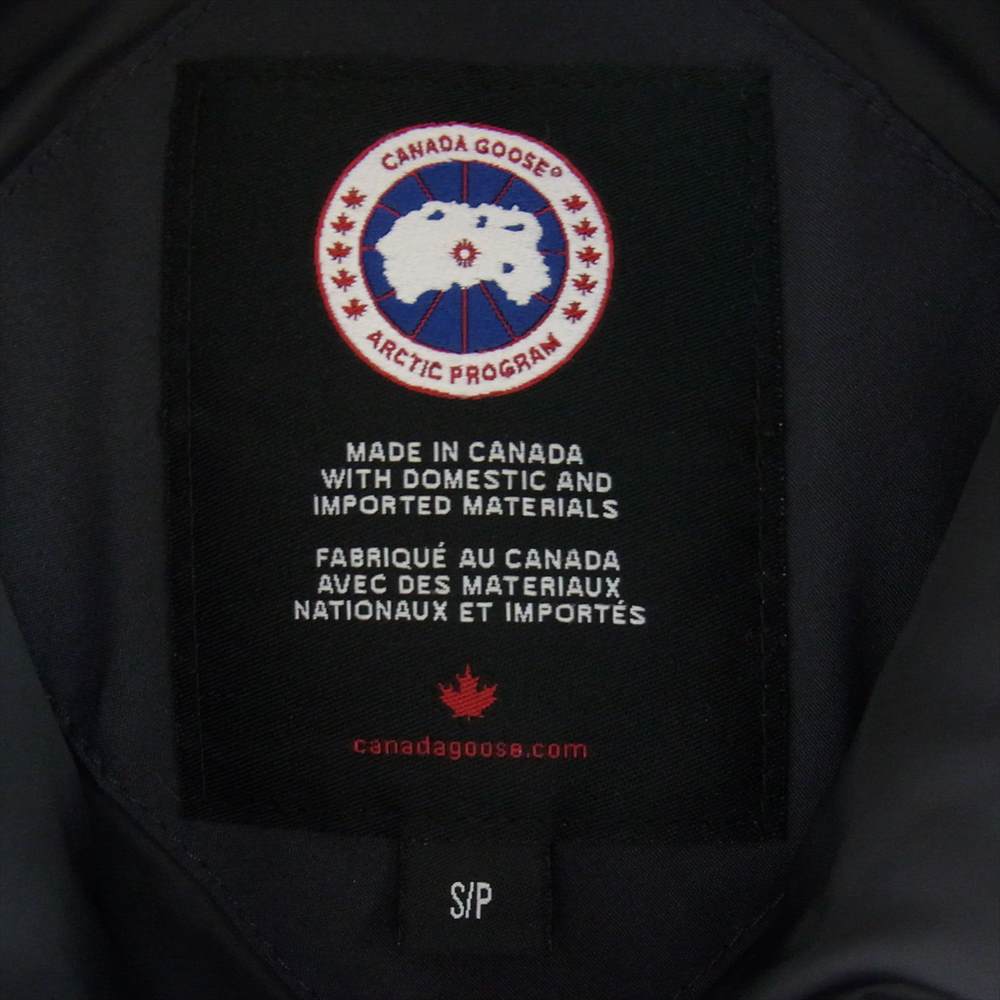 CANADA GOOSE®
ARCTIC PROGRAM
MADE IN CANADA
WITH DOMESTIC AND
IMPORTED MATERIALS
FABRIQUÉ AU CANADA
AVEC DES MATERIAUX
NATIONAUX ET IMPORTÉS
canadagoose.com
S/P